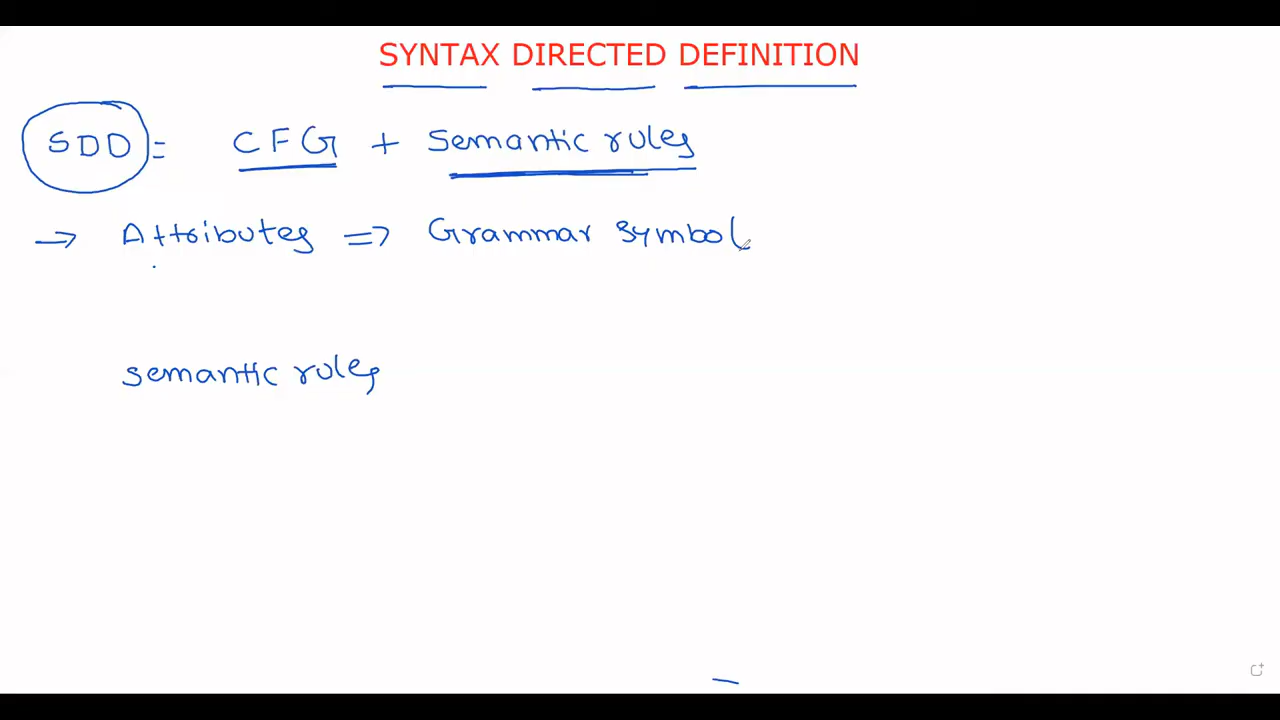 SYNTAX DIRECTED DEFINITION
SDD = CFG + Semantic rules
→ Attributes => Grammar symbol
semantic rules